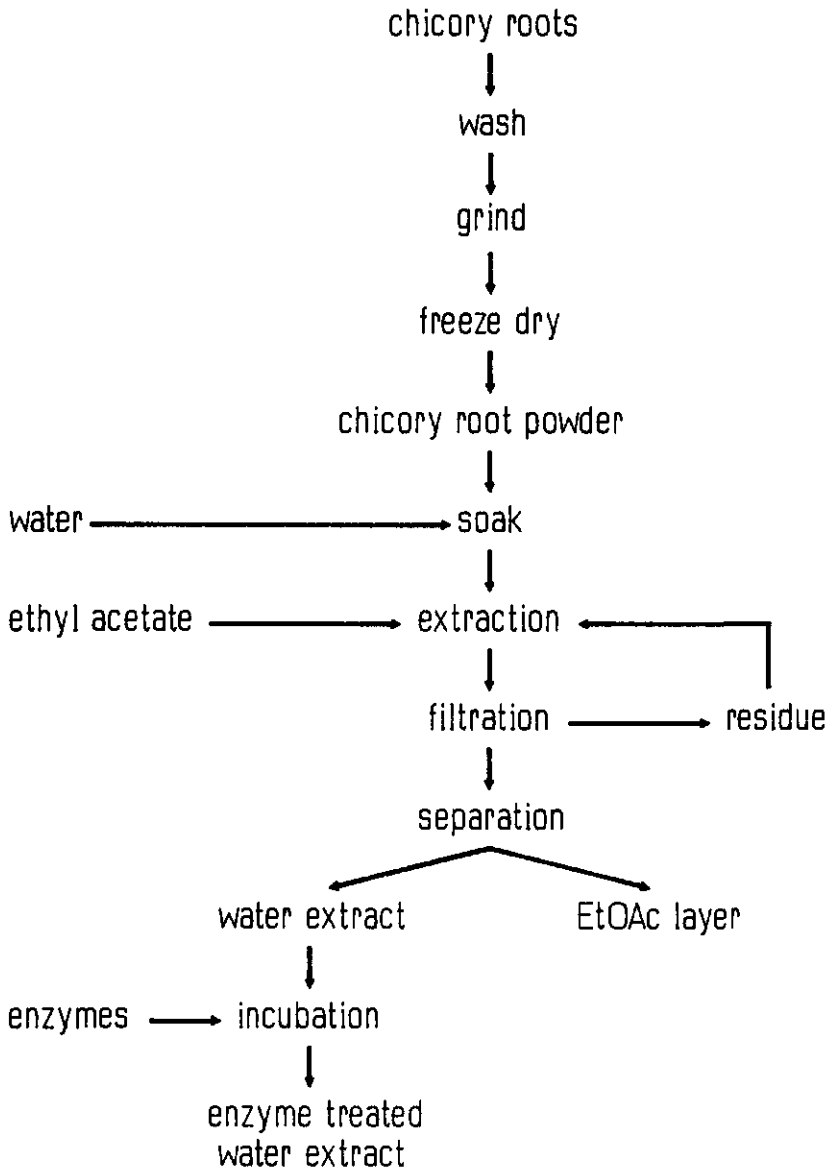 chicory roots
wash
grind
freeze dry
chicory root powder
water
soak
ethyl acetate
extraction
filtration
residue
separation
water extract
EtOAc layer
enzymes
incubation
enzyme treated
water extract